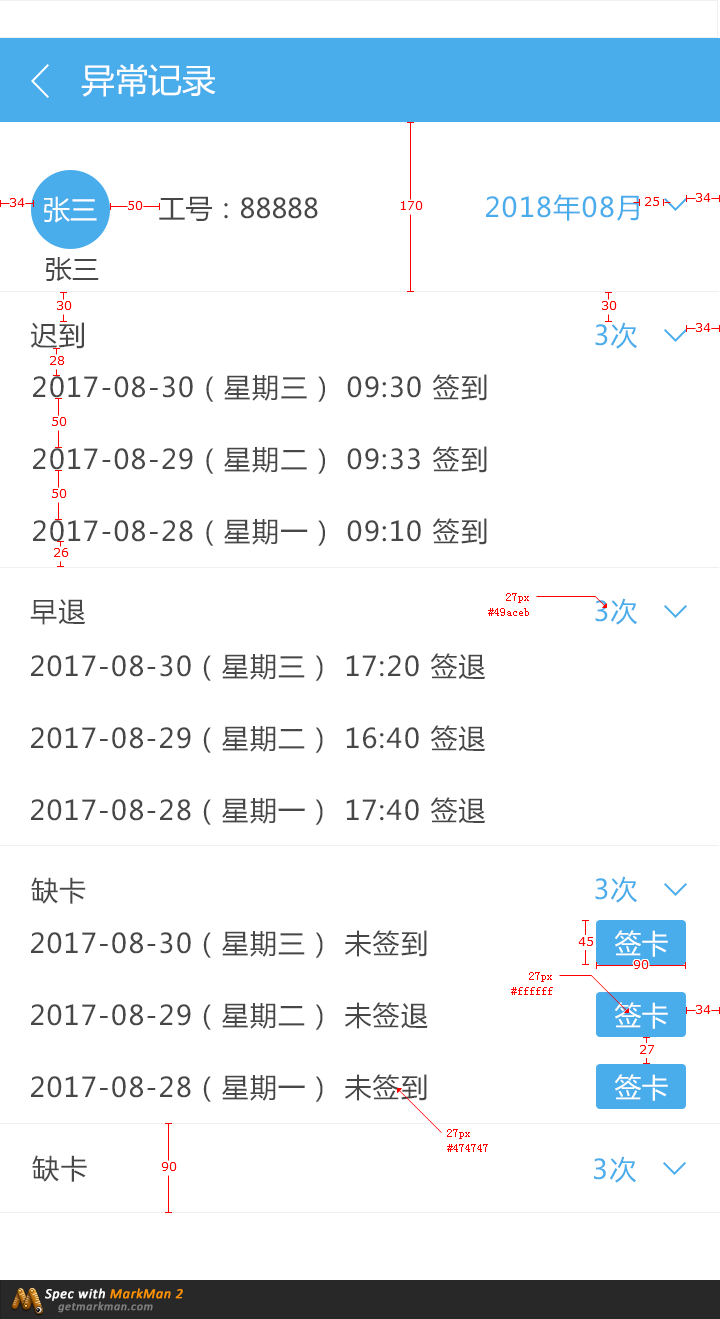 异常记录
张三 工号：88888 2018年08月
34 50 170 25 34
张三
30 30
迟到 3次 34
28
2017-08-30（星期三） 09:30 签到
50
2017-08-29（星期二） 09:33 签到
50
2017-08-28（星期一） 09:10 签到
26
27px
#49aceb
早退 3次
2017-08-30（星期三） 17:20 签退
2017-08-29（星期二） 16:40 签退
2017-08-28（星期一） 17:40 签退
缺卡 3次
2017-08-30（星期三） 未签到 45 签卡
90
27px
#ffffff
2017-08-29（星期二） 未签退 签卡 34
27
2017-08-28（星期一） 未签到 签卡
27px
#474747
缺卡 90 3次
Spec with MarkMan 2
getmarkman.com